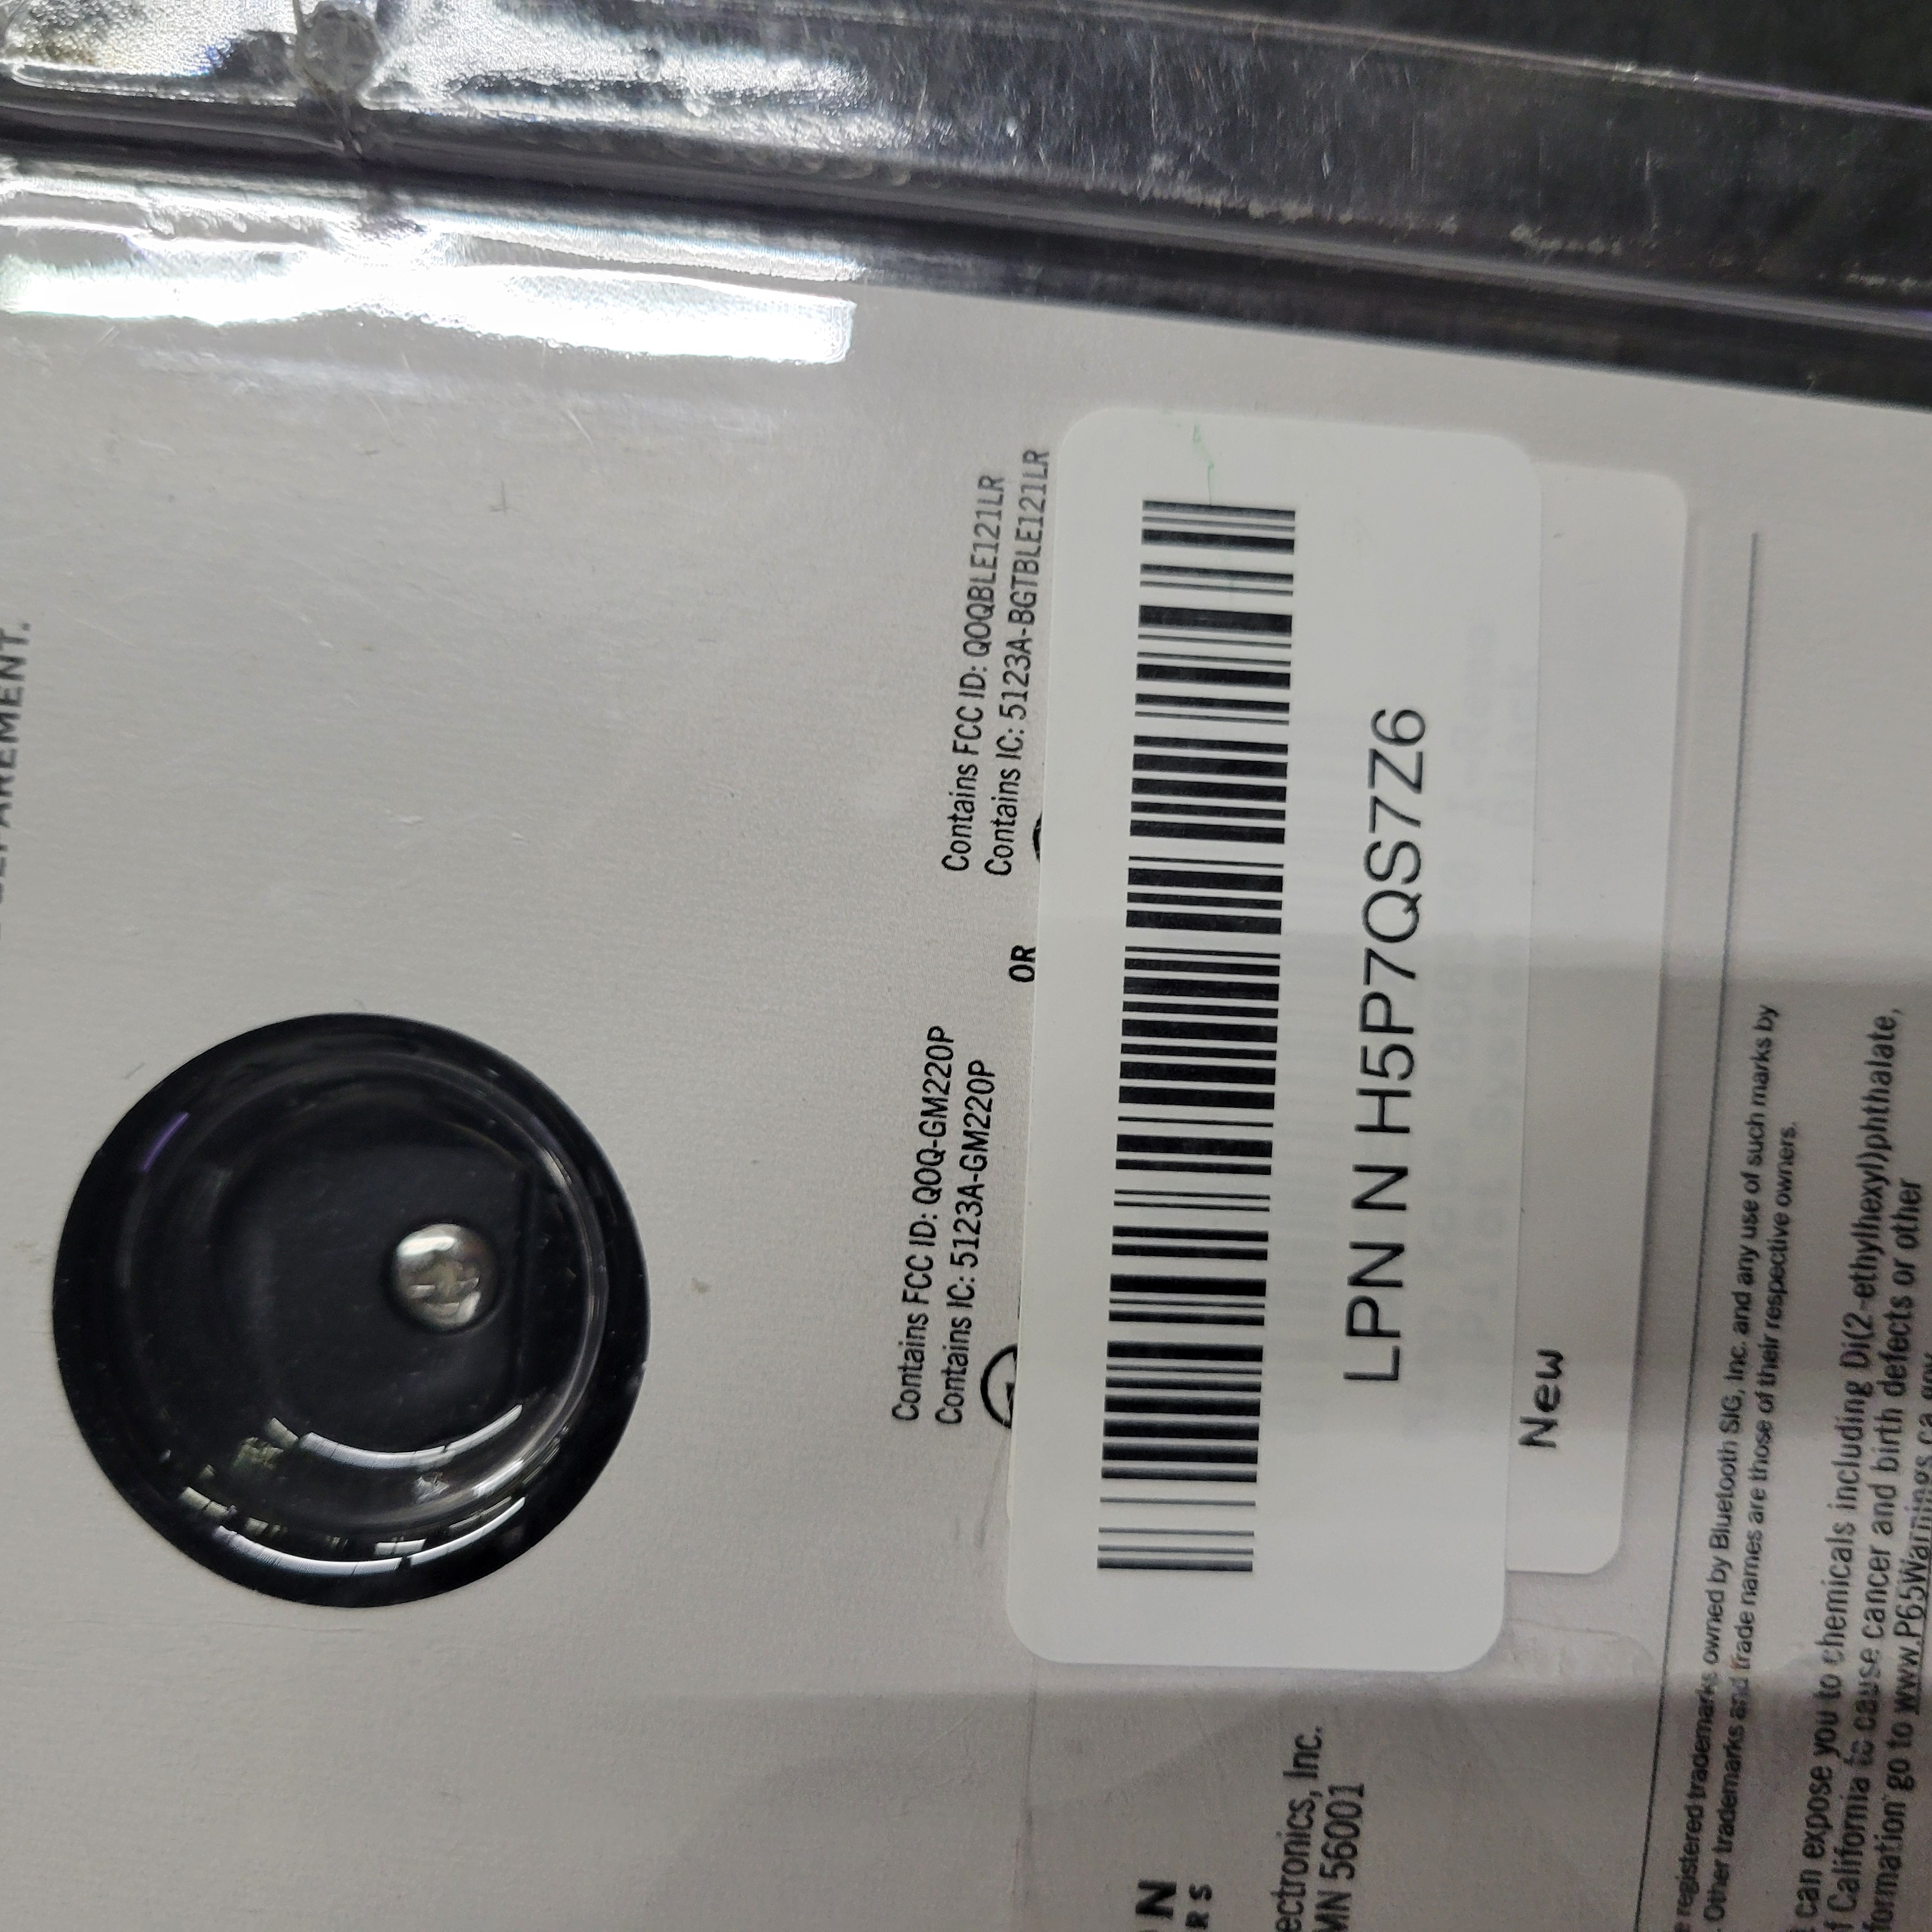 DEPAREMENT.
Contains FCC ID: QOQ-GM220P
Contains IC: 5123A-GM220P
OR
Contains FCC ID: QOQBLE121LR
Contains IC: 5123A-BGTBLE121LR
LPN N H5P7QS7Z6
New
ectronics, Inc.
MN 56001
registered trademarks owned by Bluetooth SIG, Inc. and any use of such marks by
Other trademarks and trade names are those of their respective owners.
can expose you to chemicals including Di(2-ethylhexyl)phthalate,
California to cause cancer and birth defects or other
ormation go to www.P65Warnings.ca.gov